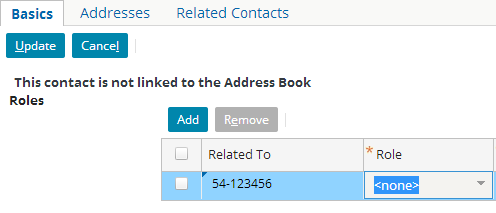 Basics Addresses Related Contacts
Update Cancel
This contact is not linked to the Address Book
Roles
Add Remove
Related To * Role
54-123456 <none>